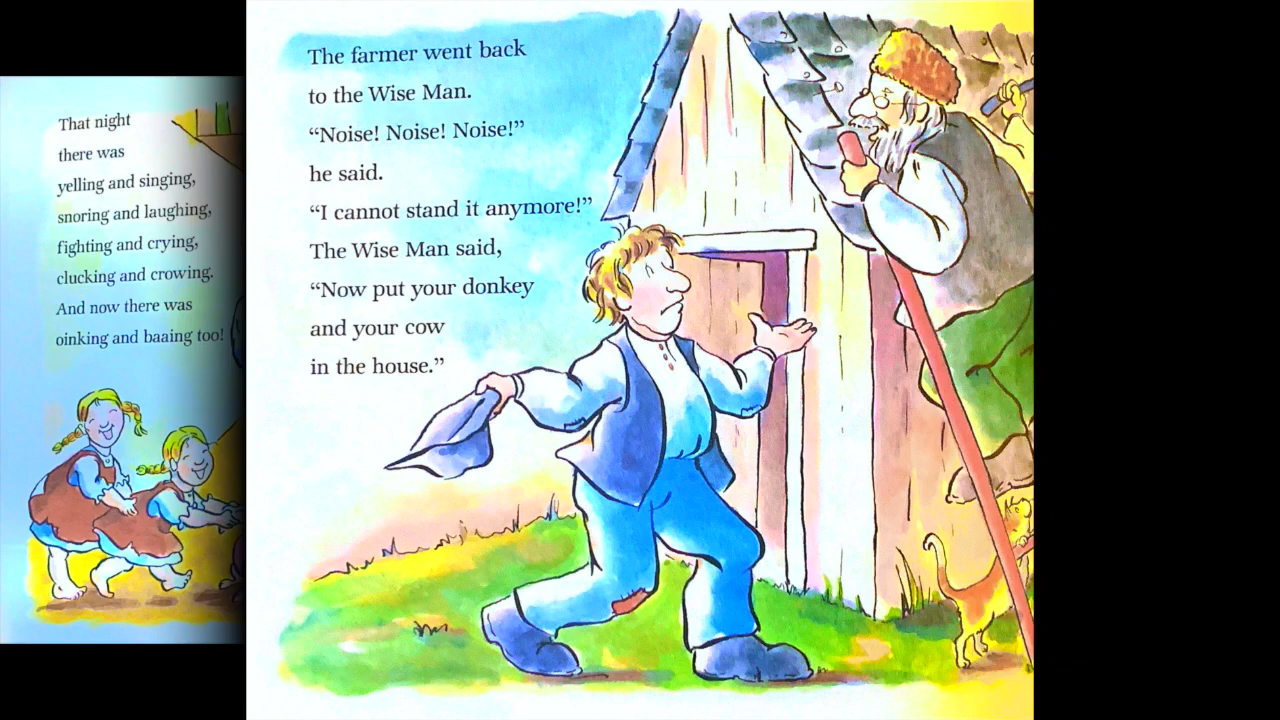 That night
there was
yelling and singing,
snoring and laughing,
fighting and crying,
clucking and crowing.
And now there was
oinking and baaing too!
The farmer went back
to the Wise Man.
“Noise! Noise! Noise!”
he said.
“I cannot stand it anymore!”
The Wise Man said,
“Now put your donkey
and your cow
in the house.”